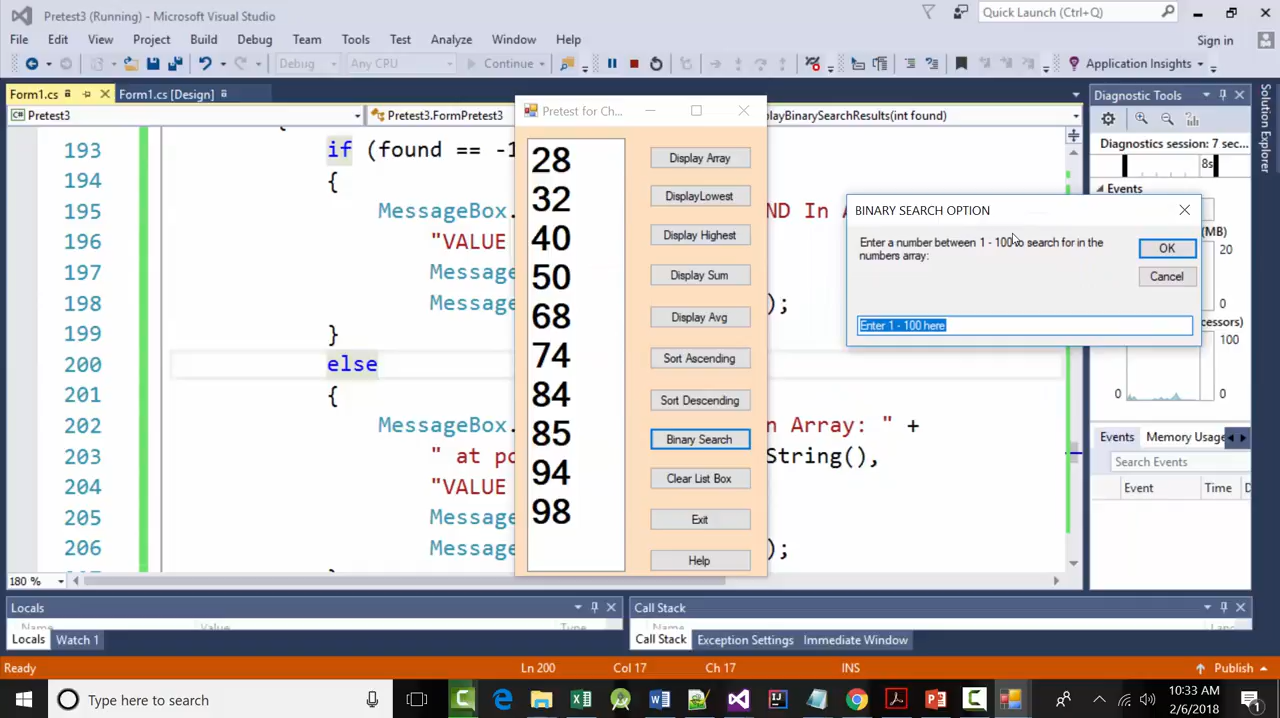 Pretest3 (Running) - Microsoft Visual Studio
Quick Launch (Ctrl+Q)
File Edit View Project Build Debug Team Tools Test Analyze Window Help
Sign in
Debug Any CPU Continue Application Insights
Form1.cs Form1.cs [Design]
Pretest3 Pretest3.FormPretest3 layBinarySearchResults(int found)
Diagnostic Tools
Diagnostics session: 7 sec...
8s
Events
(MB)
20
0
100
0 0
Events Memory Usage
Search Events
Event Time
193 if (found == -1
194 {
195 MessageBox.
196 "VALUE
197 Message
198 Message );
199 }
200 else
201 {
202 MessageBox. n Array: " +
203 " at po String(),
204 "VALUE
205 Message
206 Message );
180 %
Pretest for Ch...
28
32
40
50
68
74
84
85
94
98
Display Array
DisplayLowest
Display Highest
Display Sum
Display Avg
Sort Ascending
Sort Descending
Binary Search
Clear List Box
Exit
Help
BINARY SEARCH OPTION
Enter a number between 1 - 100 to search for in the
numbers array:
OK
Cancel
Enter 1 - 100 here
Locals
Name Value Type
Locals Watch 1
Call Stack
Name
Call Stack Exception Settings Immediate Window
Ready Ln 200 Col 17 Ch 17 INS Publish
Type here to search
10:33 AM
2/6/2018
1